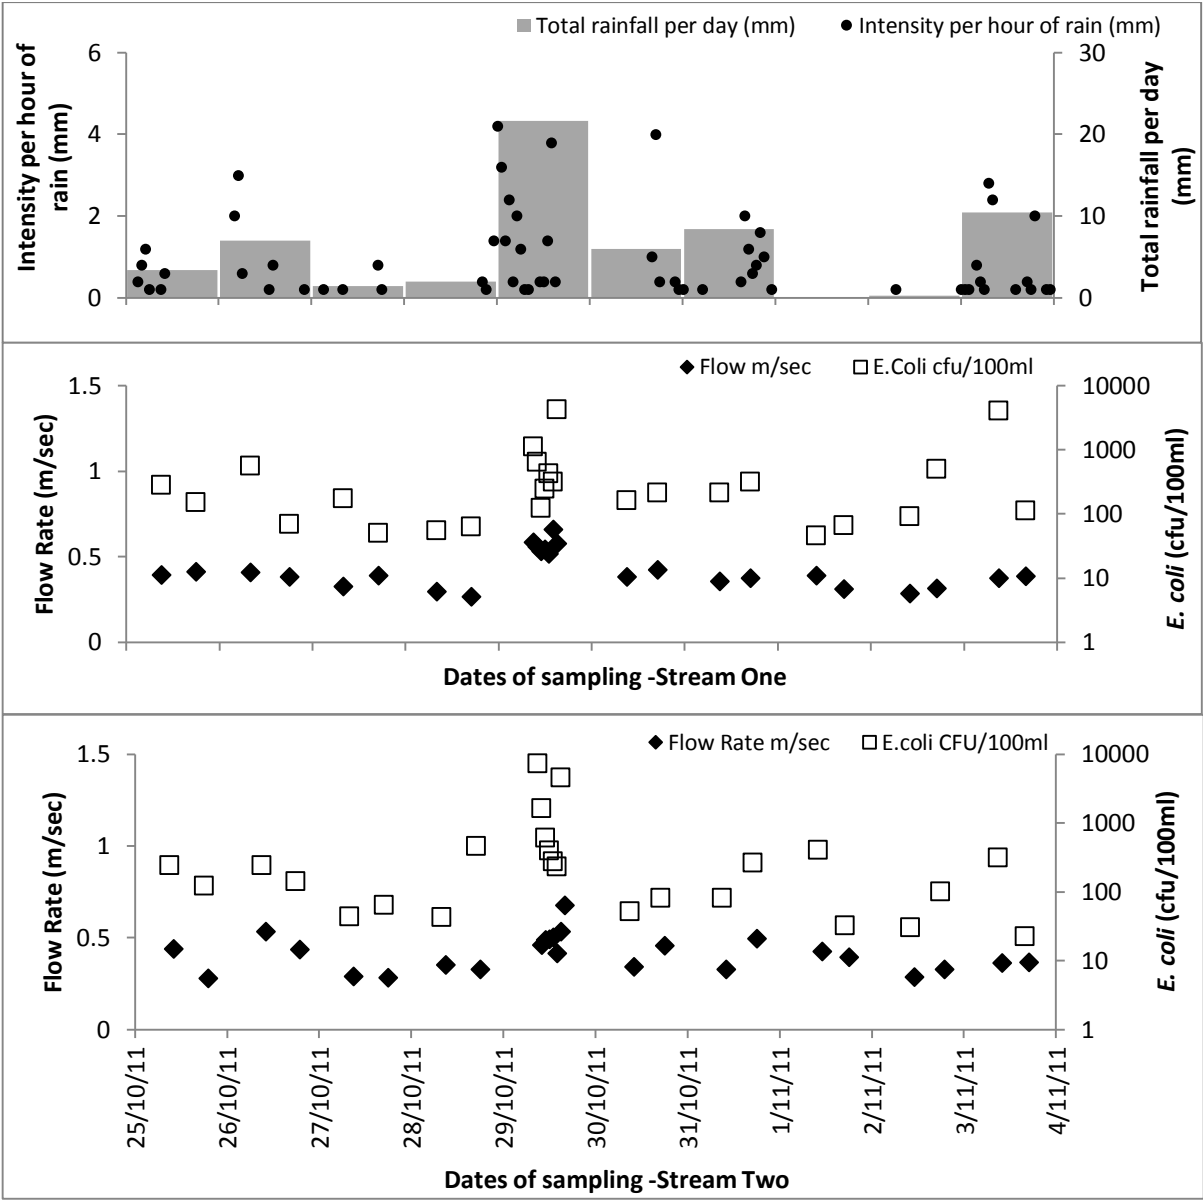 Total rainfall per day (mm) Intensity per hour of rain (mm)
Intensity per hour of
rain (mm)
6
4
2
0
30
20
10
0
Total rainfall per day
(mm)
Flow m/sec E.Coli cfu/100ml
Flow Rate (m/sec)
1.5
1
0.5
0
10000
1000
100
10
1
E. coli (cfu/100ml)
Dates of sampling -Stream One
Flow Rate m/sec E.coli CFU/100ml
Flow Rate (m/sec)
1.5
1
0.5
0
10000
1000
100
10
1
E. coli (cfu/100ml)
25/10/11
26/10/11
27/10/11
28/10/11
29/10/11
30/10/11
31/10/11
1/11/11
2/11/11
3/11/11
4/11/11
Dates of sampling -Stream Two